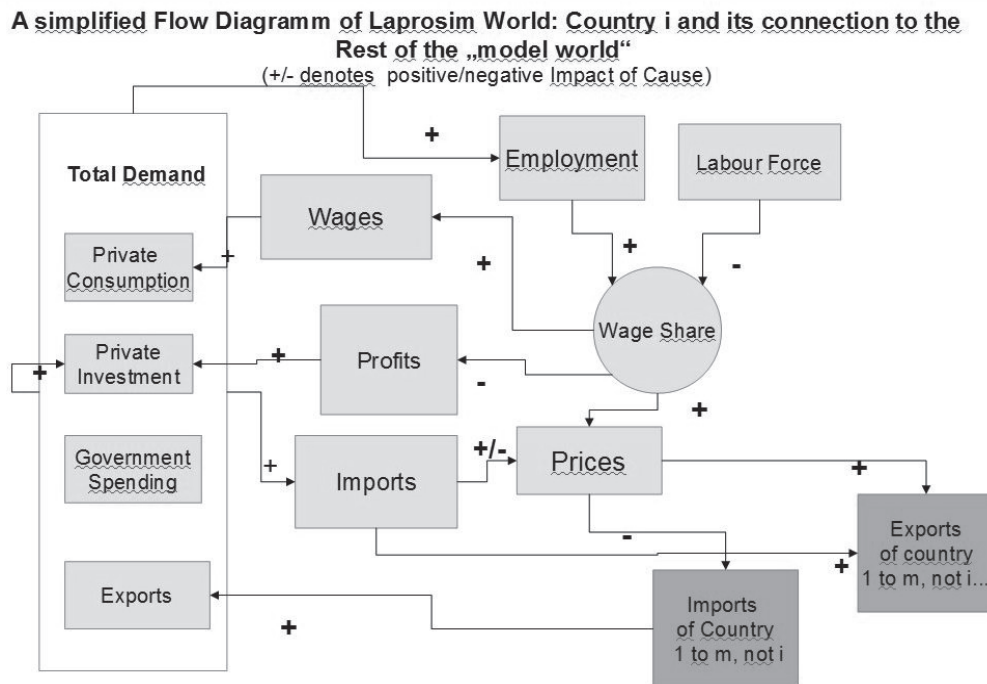 A simplified Flow Diagramm of Laprosim World: Country i and its connection to the
Rest of the „model world“
(+/- denotes positive/negative Impact of Cause)
+
Employment
Labour Force
Total Demand
Wages
+
-
Private
Consumption
+
+
Wage Share
Private
Investment
+
+
Profits
-
+
Government
Spending
+
Imports
+/-
Prices
+
-
+
Exports
of country
1 to m, not i...
Exports
+
Imports
of Country
1 to m, not i